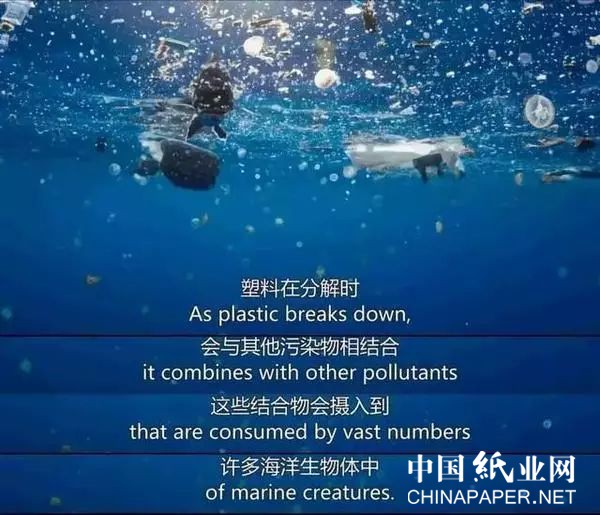 塑料在分解时
As plastic breaks down,
会与其他污染物相结合
it combines with other pollutants
这些结合物会摄入到
that are consumed by vast numbers
许多海洋生物体中
of marine creatures.
中国紙业网
CHINAPAPER.NET